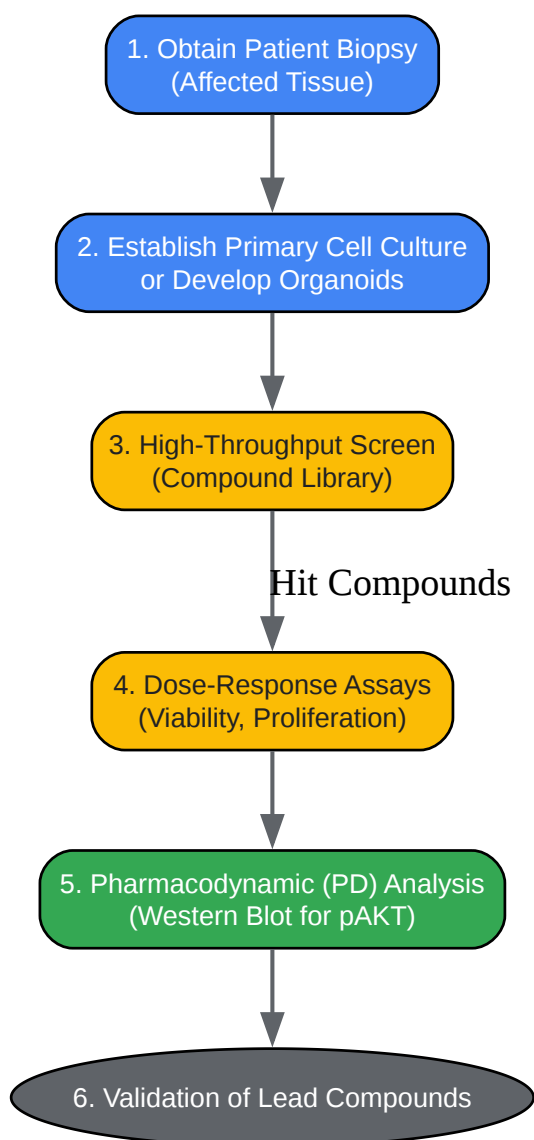 1. Obtain Patient Biopsy
(Affected Tissue)
2. Establish Primary Cell Culture
or Develop Organoids
3. High-Throughput Screen
(Compound Library)
Hit Compounds
4. Dose-Response Assays
(Viability, Proliferation)
5. Pharmacodynamic (PD) Analysis
(Western Blot for pAKT)
6. Validation of Lead Compounds